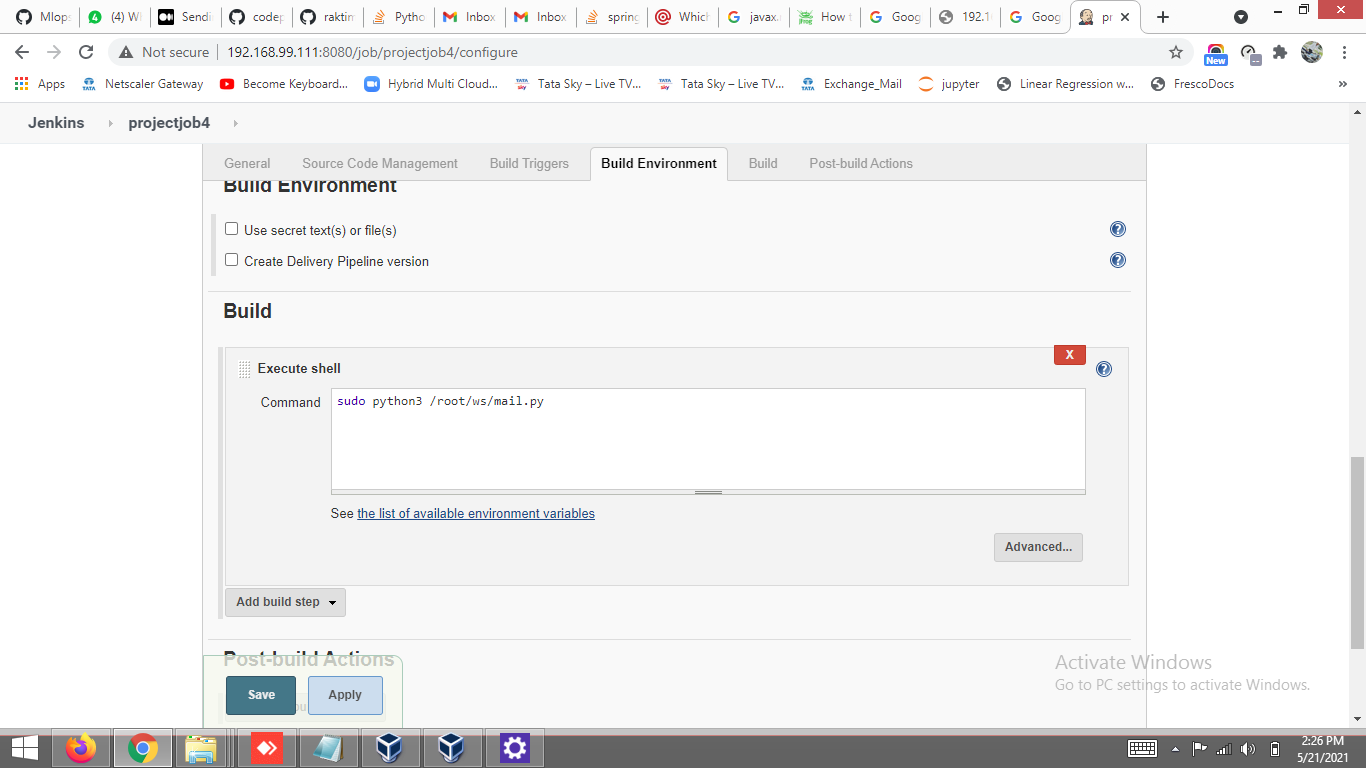 Mlops
(4) W
Sendi
codep
raktim
Pytho
Inbox
Inbox
spring
Which
javax.
How t
Goog
192.1
Goog
pr
Not secure
192.168.99.111:8080/job/projectjob4/configure
New
Apps
Netscaler Gateway
Become Keyboard...
Hybrid Multi Cloud...
Tata Sky – Live TV...
Tata Sky – Live TV...
Exchange_Mail
jupyter
Linear Regression w...
FrescoDocs
»
Jenkins
projectjob4
General
Source Code Management
Build Triggers
Build Environment
Build
Post-build Actions
Build Environment
Use secret text(s) or file(s)
Create Delivery Pipeline version
Build
X
Execute shell
Command
sudo python3 /root/ws/mail.py
See the list of available environment variables
Advanced...
Add build step
Post-build Actions
Save
Apply
Activate Windows
Go to PC settings to activate Windows.
2:26 PM
5/21/2021